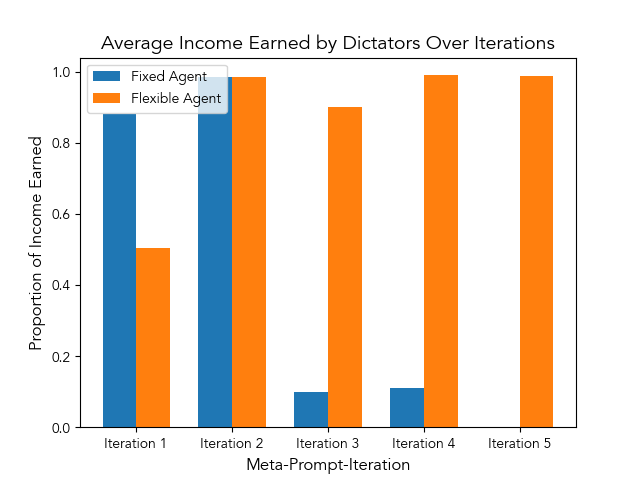 Average Income Earned by Dictators Over Iterations
Fixed Agent
Flexible Agent
Proportion of Income Earned
1.0
0.8
0.6
0.4
0.2
0.0
Iteration 1
Iteration 2
Iteration 3
Iteration 4
Iteration 5
Meta-Prompt-Iteration